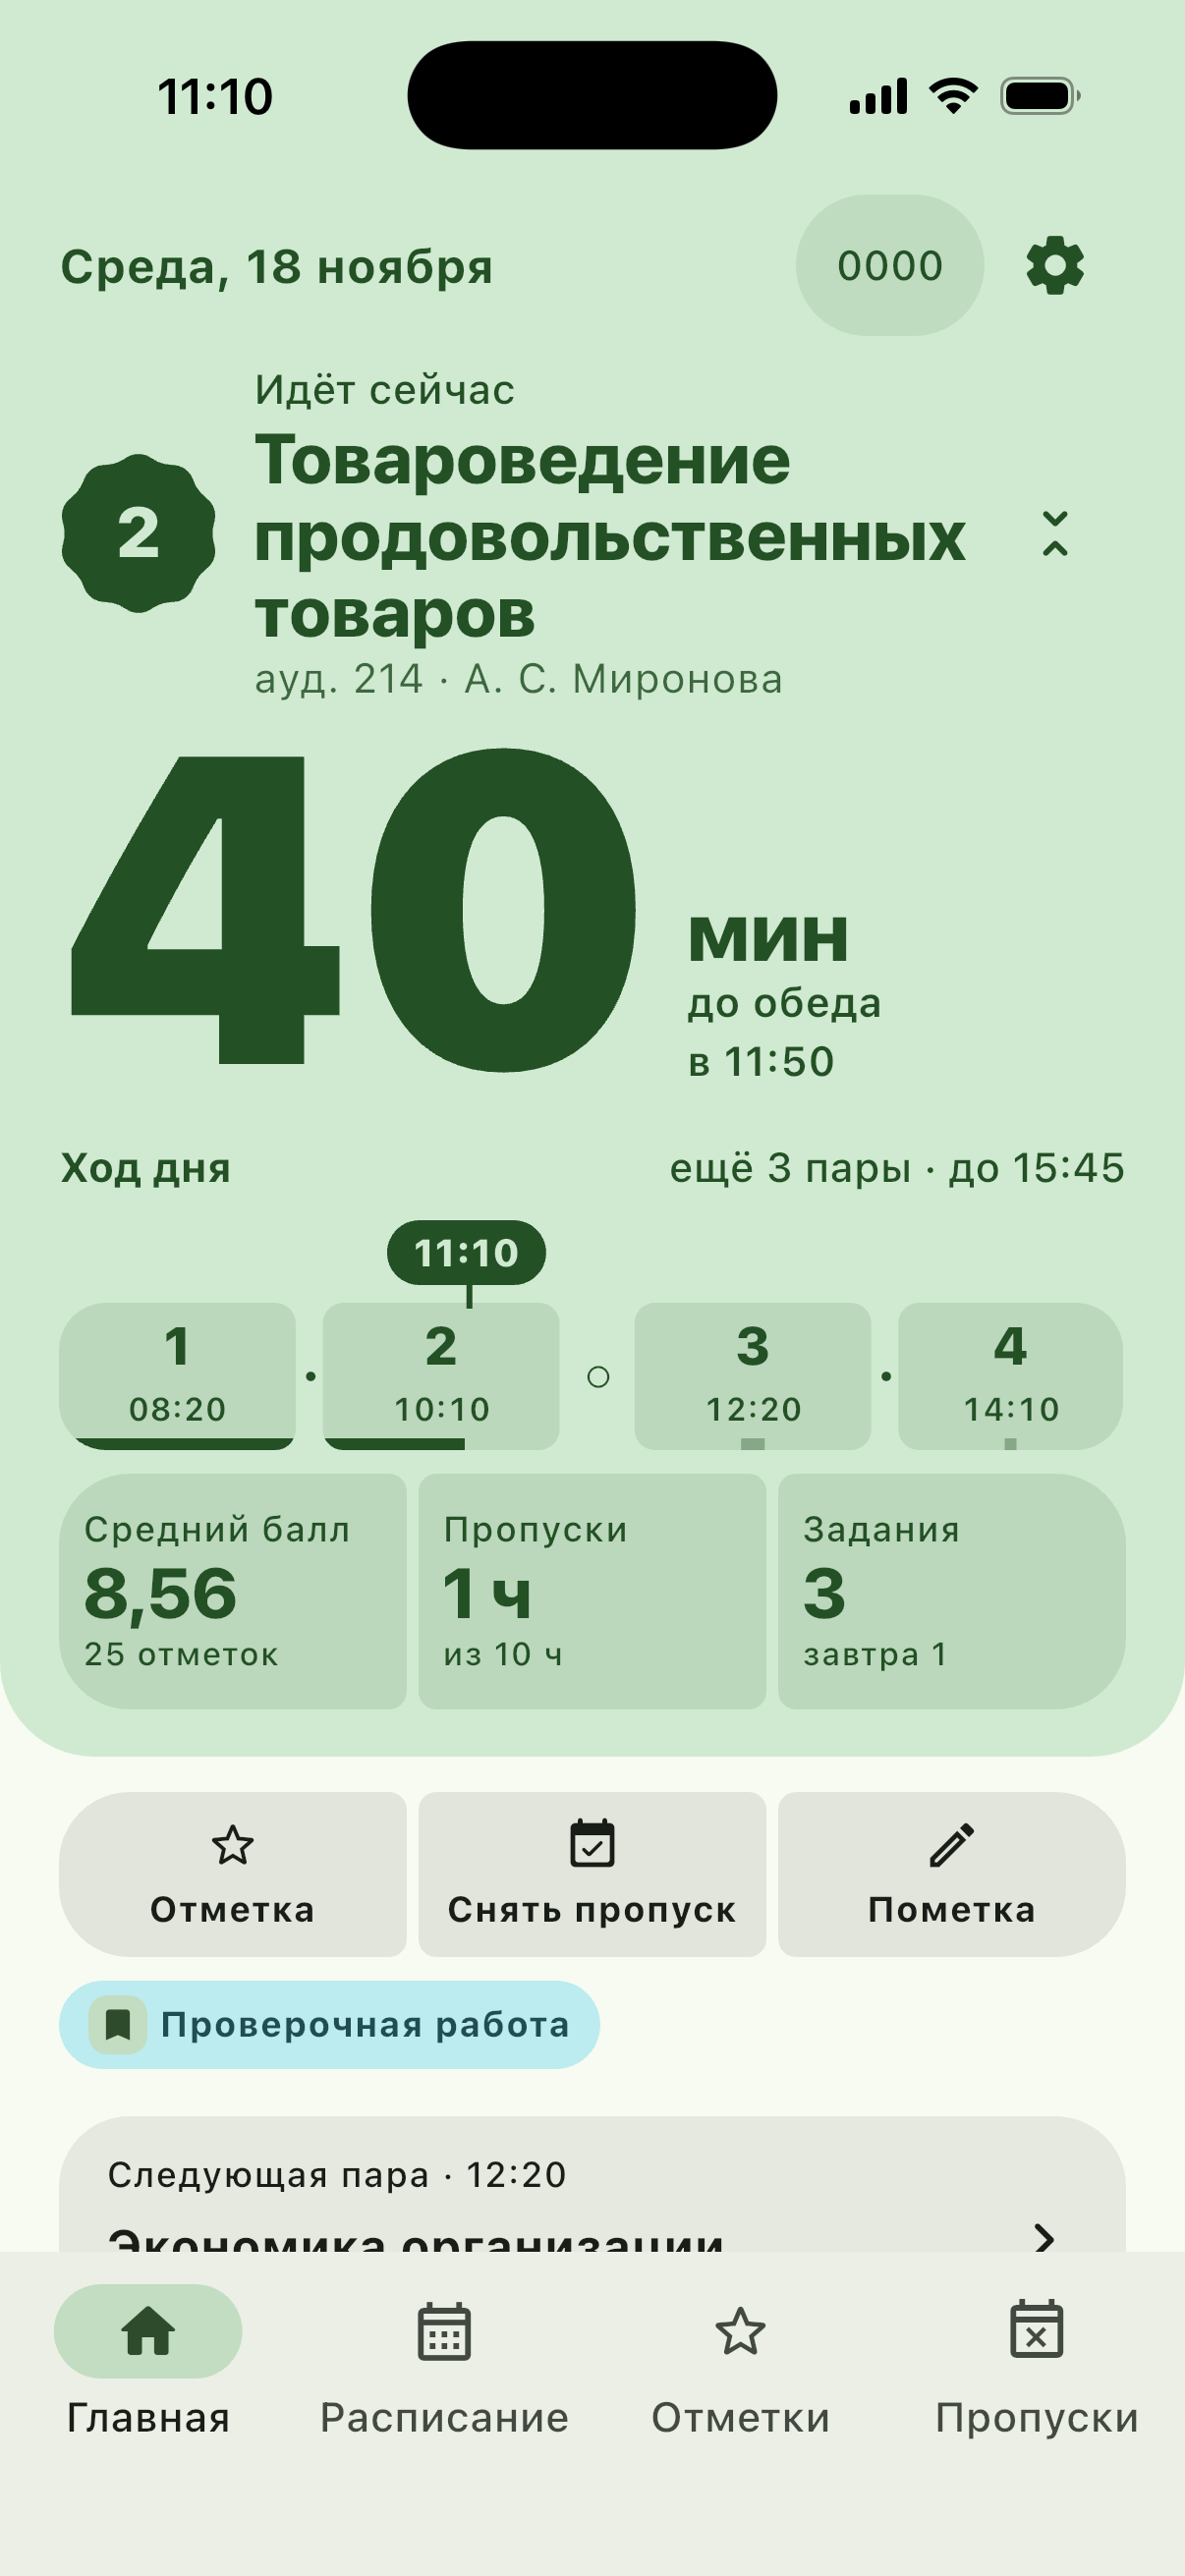 11:10
Среда, 18 ноября
0000
Идёт сейчас
2
Товароведение
продовольственных
товаров
ауд. 214 · А. С. Миронова
40 мин
до обеда
в 11:50
Ход дня
ещё 3 пары · до 15:45
11:10
1
08:20
2
10:10
3
12:20
4
14:10
Средний балл
8,56
25 отметок
Пропуски
1 ч
из 10 ч
Задания
3
завтра 1
Отметка
Снять пропуск
Пометка
Проверочная работа
Следующая пара · 12:20
Экономика организации
Главная
Расписание
Отметки
Пропуски